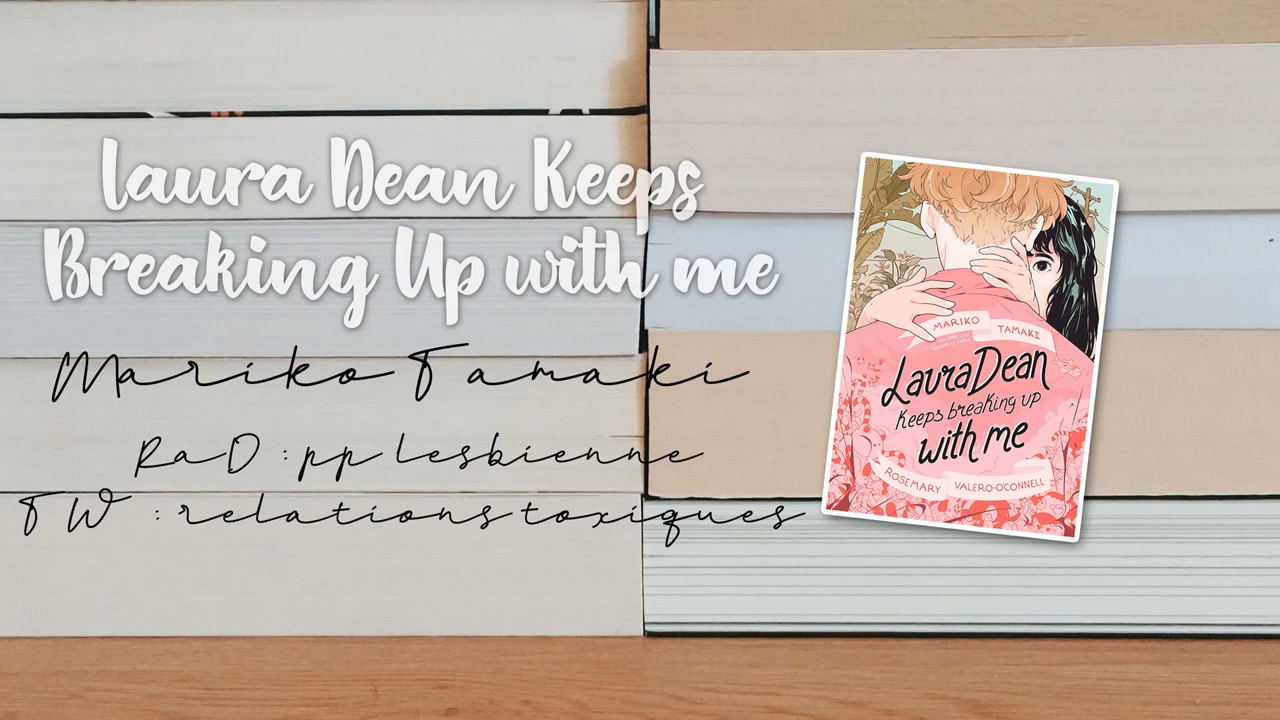 Laura Dean Keeps
Breaking Up with me
Mariko Tamaki
RaD : pp lesbienne
TW : relations toxiques
MARIKO TAMAKI
Laura Dean
keeps breaking up
with me
ROSEMARY VALERO-O'CONNELL